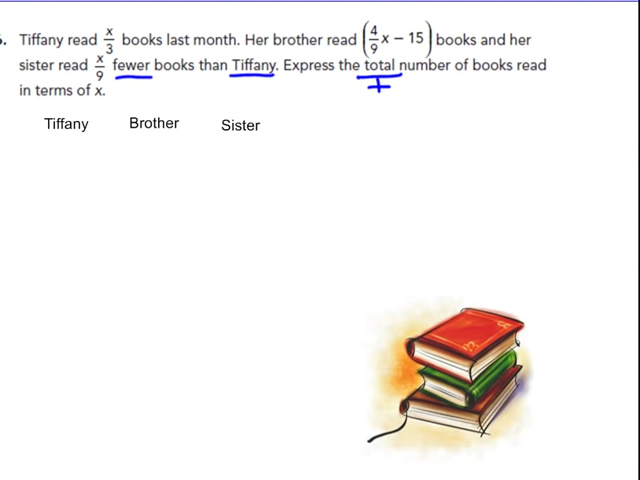 5. Tiffany read x/3 books last month. Her brother read (4/9 x − 15) books and her
sister read x/9 fewer books than Tiffany. Express the total number of books read
in terms of x.
+
Tiffany Brother Sister